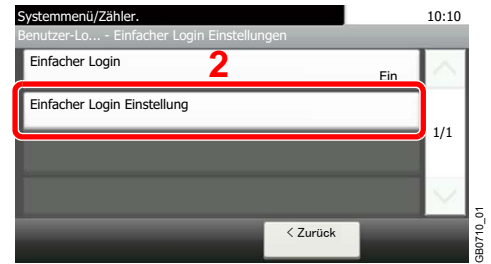 Systemmenü/Zähler.
10:10
Benutzer-Lo... - Einfacher Login Einstellungen
Einfacher Login
2
Ein
Einfacher Login Einstellung
1/1
< Zurück
GB0710_01